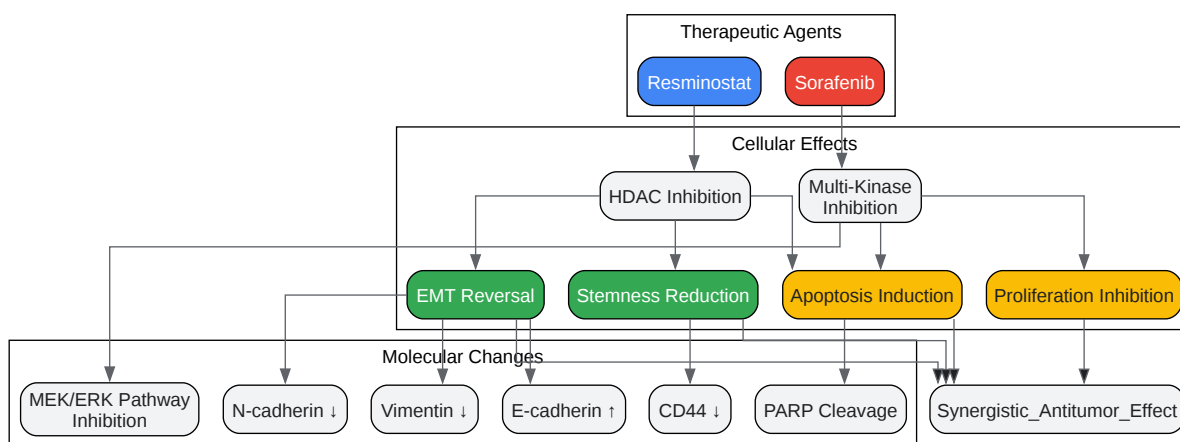 Therapeutic Agents
Resminostat
Sorafenib
Cellular Effects
HDAC Inhibition
Multi-Kinase
Inhibition
EMT Reversal
Stemness Reduction
Apoptosis Induction
Proliferation Inhibition
Molecular Changes
MEK/ERK Pathway
Inhibition
N-cadherin ↓
Vimentin ↓
E-cadherin ↑
CD44 ↓
PARP Cleavage
Synergistic_Antitumor_Effect